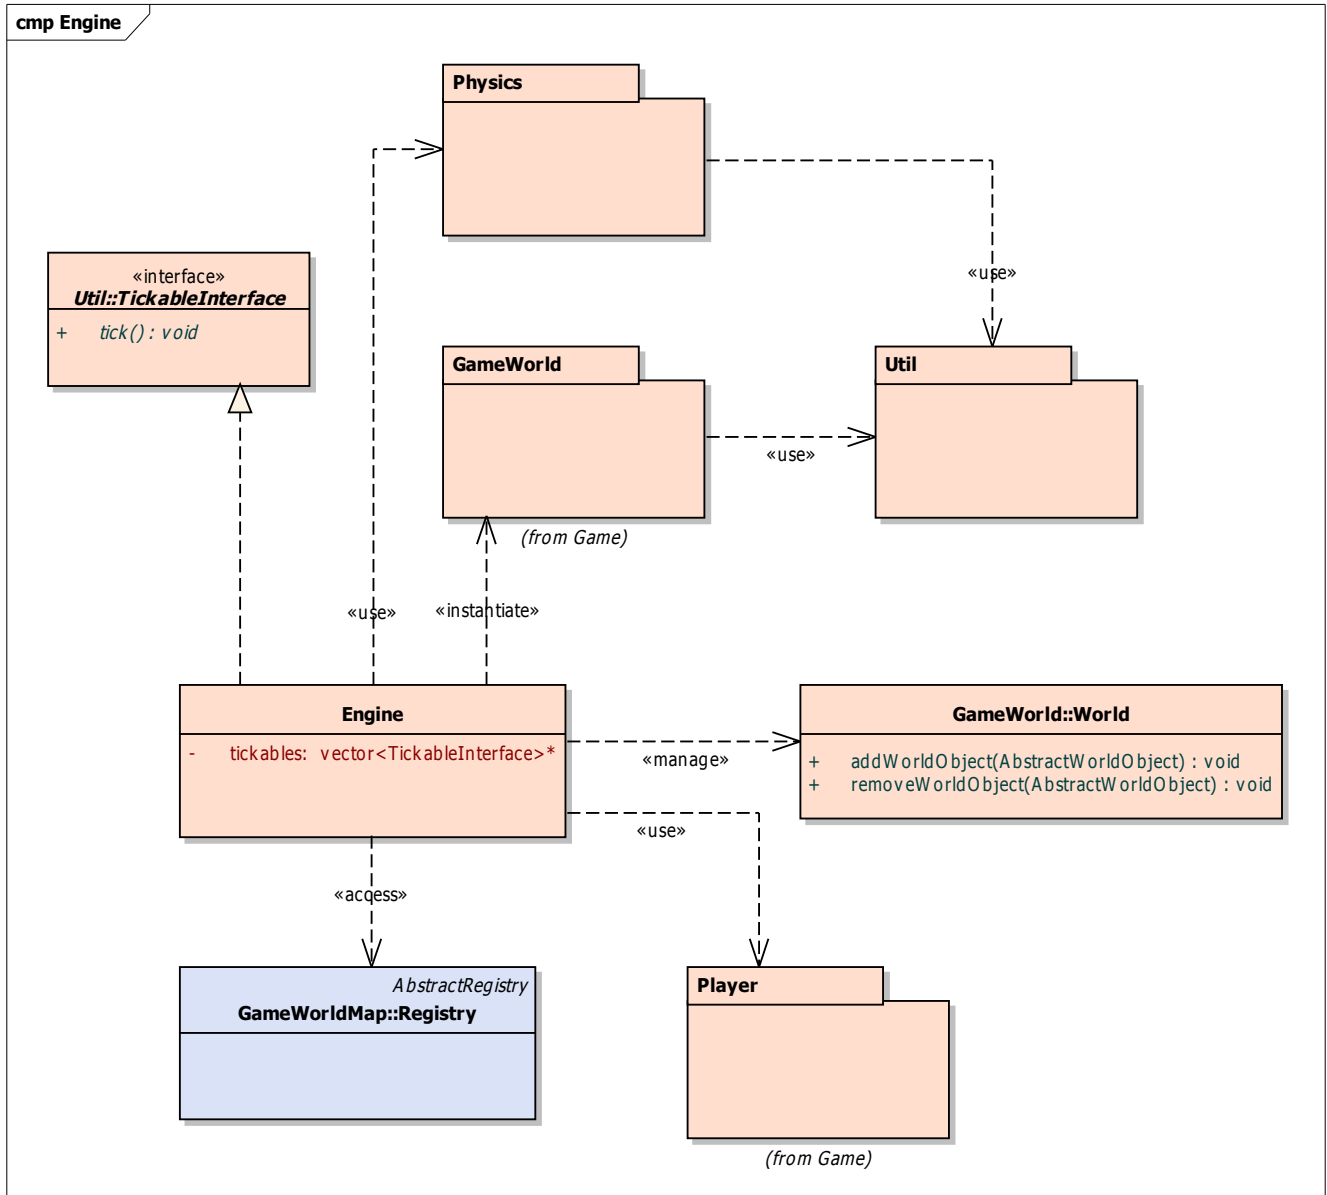 cmp Engine
Physics
«interface»
Util::TickableInterface
+ tick() : void
«use»
GameWorld
Util
«use»
(from Game)
«use»
«instantiate»
Engine
- tickables: vector<TickableInterface>*
«manage»
GameWorld::World
+ addWorldObject(AbstractWorldObject) : void
+ removeWorldObject(AbstractWorldObject) : void
«use»
«access»
AbstractRegistry
GameWorldMap::Registry
Player
(from Game)